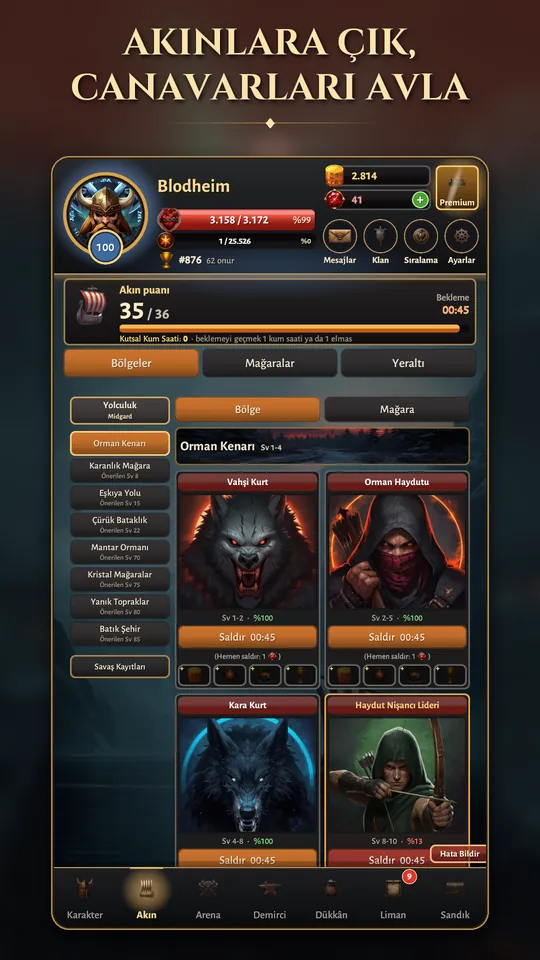 AKINLARA ÇIK,
CANAVARLARI AVLA
Blodheim
100
3.158 / 3.172 %99
1/25.526 %0
#876 62 onur
2.814
41
Premium
Mesajlar Klan Sıralama Ayarlar
Akın puanı
35 / 36
Bekleme
00:45
Kutsal Kum Saati: 0 · beklemeyi geçmek 1 kum saati ya da 1 elmas
Bölgeler Mağaralar Yeraltı
Yolculuk
Midgard
Bölge Mağara
Orman Kenarı
Karanlık Mağara
Önerilen Sv 8
Eşkıya Yolu
Önerilen Sv 15
Çürük Bataklık
Önerilen Sv 22
Mantar Ormanı
Önerilen Sv 70
Kristal Mağaralar
Önerilen Sv 75
Yanık Topraklar
Önerilen Sv 80
Batık Şehir
Önerilen Sv 85
Savaş Kayıtları
Orman Kenarı Sv 1-4
Vahşi Kurt
Sv 1-2 · %100
Saldır 00:45
(Hemen saldır: 1)
Orman Haydutu
Sv 2-5 · %100
Saldır 00:45
(Hemen saldır: 1)
Kara Kurt
Sv 4-8 · %100
Saldır 00:45
Haydut Nişancı Lideri
Sv 8-10 · %13
Saldır 00:45
Hata Bildir
9
Karakter Akın Arena Demirci Dükkân Liman Sandık